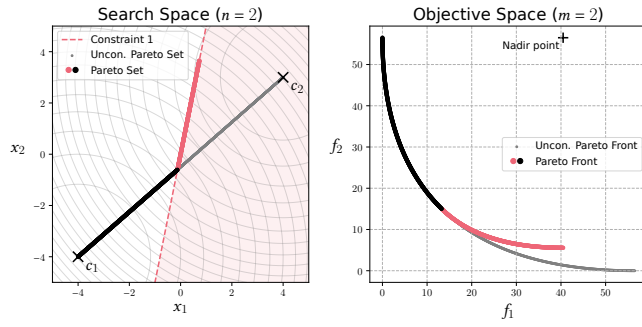 Search Space (n = 2)
Constraint 1
Uncon. Pareto Set
Pareto Set
c₁
c₂
4
2
0
−2
−4
x₂
−4
−2
0
2
4
x₁
Objective Space (m = 2)
Nadir point
Uncon. Pareto Front
Pareto Front
50
40
30
20
10
0
f₂
0
10
20
30
40
50
f₁